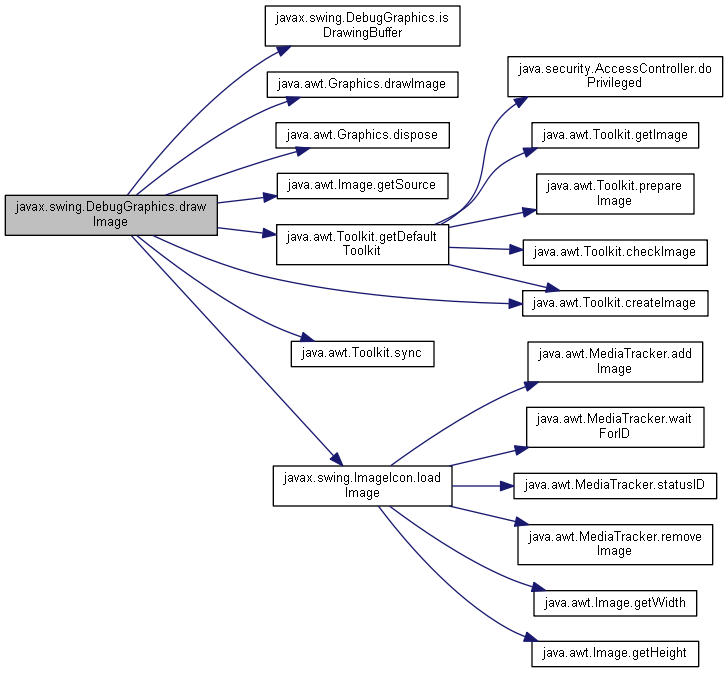 javax.swing.DebugGraphics.draw
Image
javax.swing.DebugGraphics.is
DrawingBuffer
java.awt.Graphics.drawImage
java.awt.Graphics.dispose
java.awt.Image.getSource
java.awt.Toolkit.getDefault
Toolkit
java.security.AccessController.do
Privileged
java.awt.Toolkit.getImage
java.awt.Toolkit.prepare
Image
java.awt.Toolkit.checkImage
java.awt.Toolkit.createImage
java.awt.Toolkit.sync
javax.swing.ImageIcon.load
Image
java.awt.MediaTracker.add
Image
java.awt.MediaTracker.wait
ForID
java.awt.MediaTracker.statusID
java.awt.MediaTracker.remove
Image
java.awt.Image.getWidth
java.awt.Image.getHeight